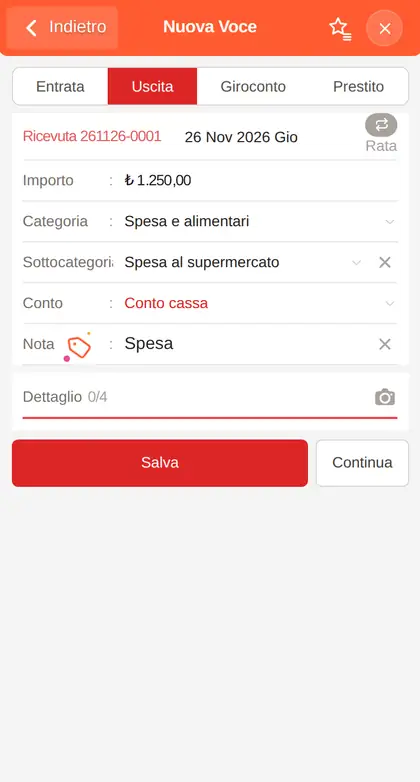 Indietro Nuova Voce
Entrata Uscita Giroconto Prestito
Ricevuta 261126-0001 26 Nov 2026 Gio
Rata
Importo : ₺ 1.250,00
Categoria : Spesa e alimentari
Sottocategoria Spesa al supermercato
Conto : Conto cassa
Nota : Spesa
Dettaglio 0/4
Salva Continua